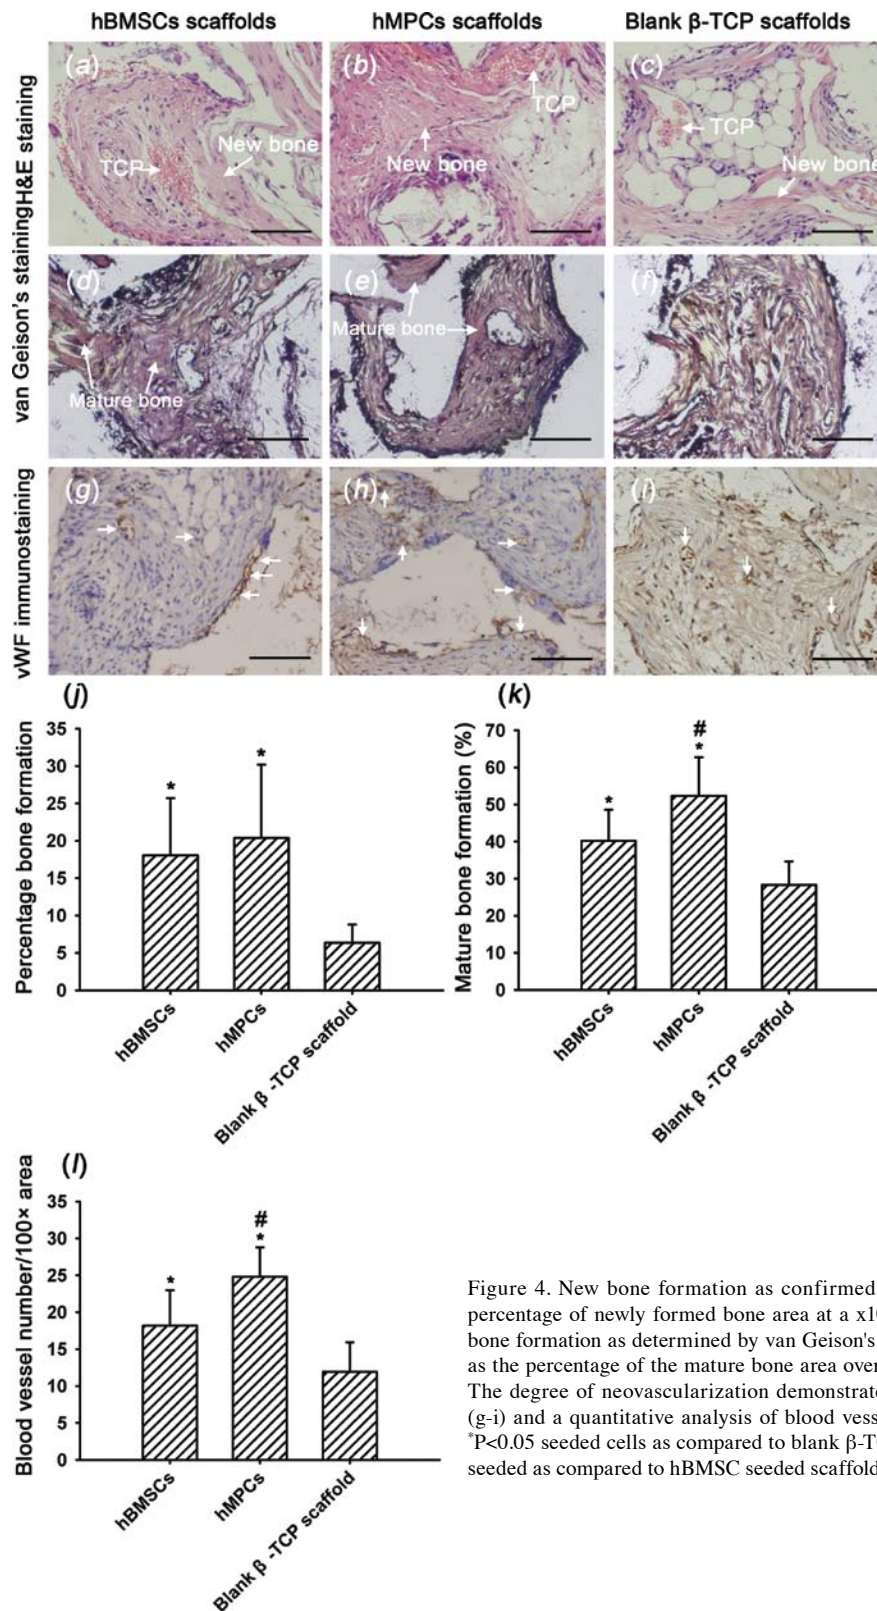 hBMSCs scaffolds
hMPCs scaffolds
Blank β-TCP scaffolds
H&E staining
(a)
TCP
New bone
(b)
TCP
New bone
(c)
TCP
New bone
van Geison's staining
(d)
Mature bone
(e)
Mature bone
(f)
vWF immunostaining
(g)
(h)
(i)
(j)
Percentage bone formation
35
30
25
20
15
10
5
0
*
*
hBMSCs
hMPCs
Blank β -TCP scaffold
(k)
Mature bone formation (%)
70
60
50
40
30
20
10
0
*
#
*
hBMSCs
hMPCs
Blank β -TCP scaffold
(l)
Blood vessel number/100× area
35
30
25
20
15
10
5
0
*
#
*
hBMSCs
hMPCs
Blank β -TCP scaffold
Figure 4. New bone formation as confirmed
percentage of newly formed bone area at a x10
bone formation as determined by van Geison's
as the percentage of the mature bone area over
The degree of neovascularization demonstrate
(g-i) and a quantitative analysis of blood vess
*P<0.05 seeded cells as compared to blank β-TC
seeded as compared to hBMSC seeded scaffold